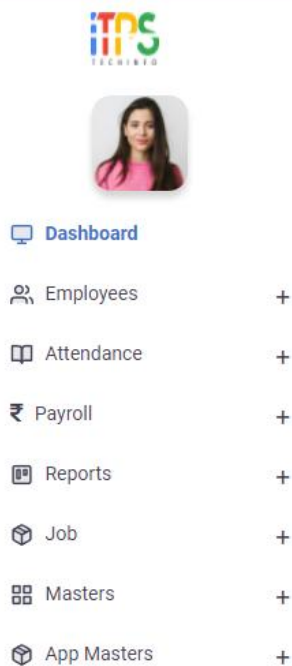 iTPS
TECHINFO
Dashboard
Employees +
Attendance +
₹ Payroll +
Reports +
Job +
Masters +
App Masters +